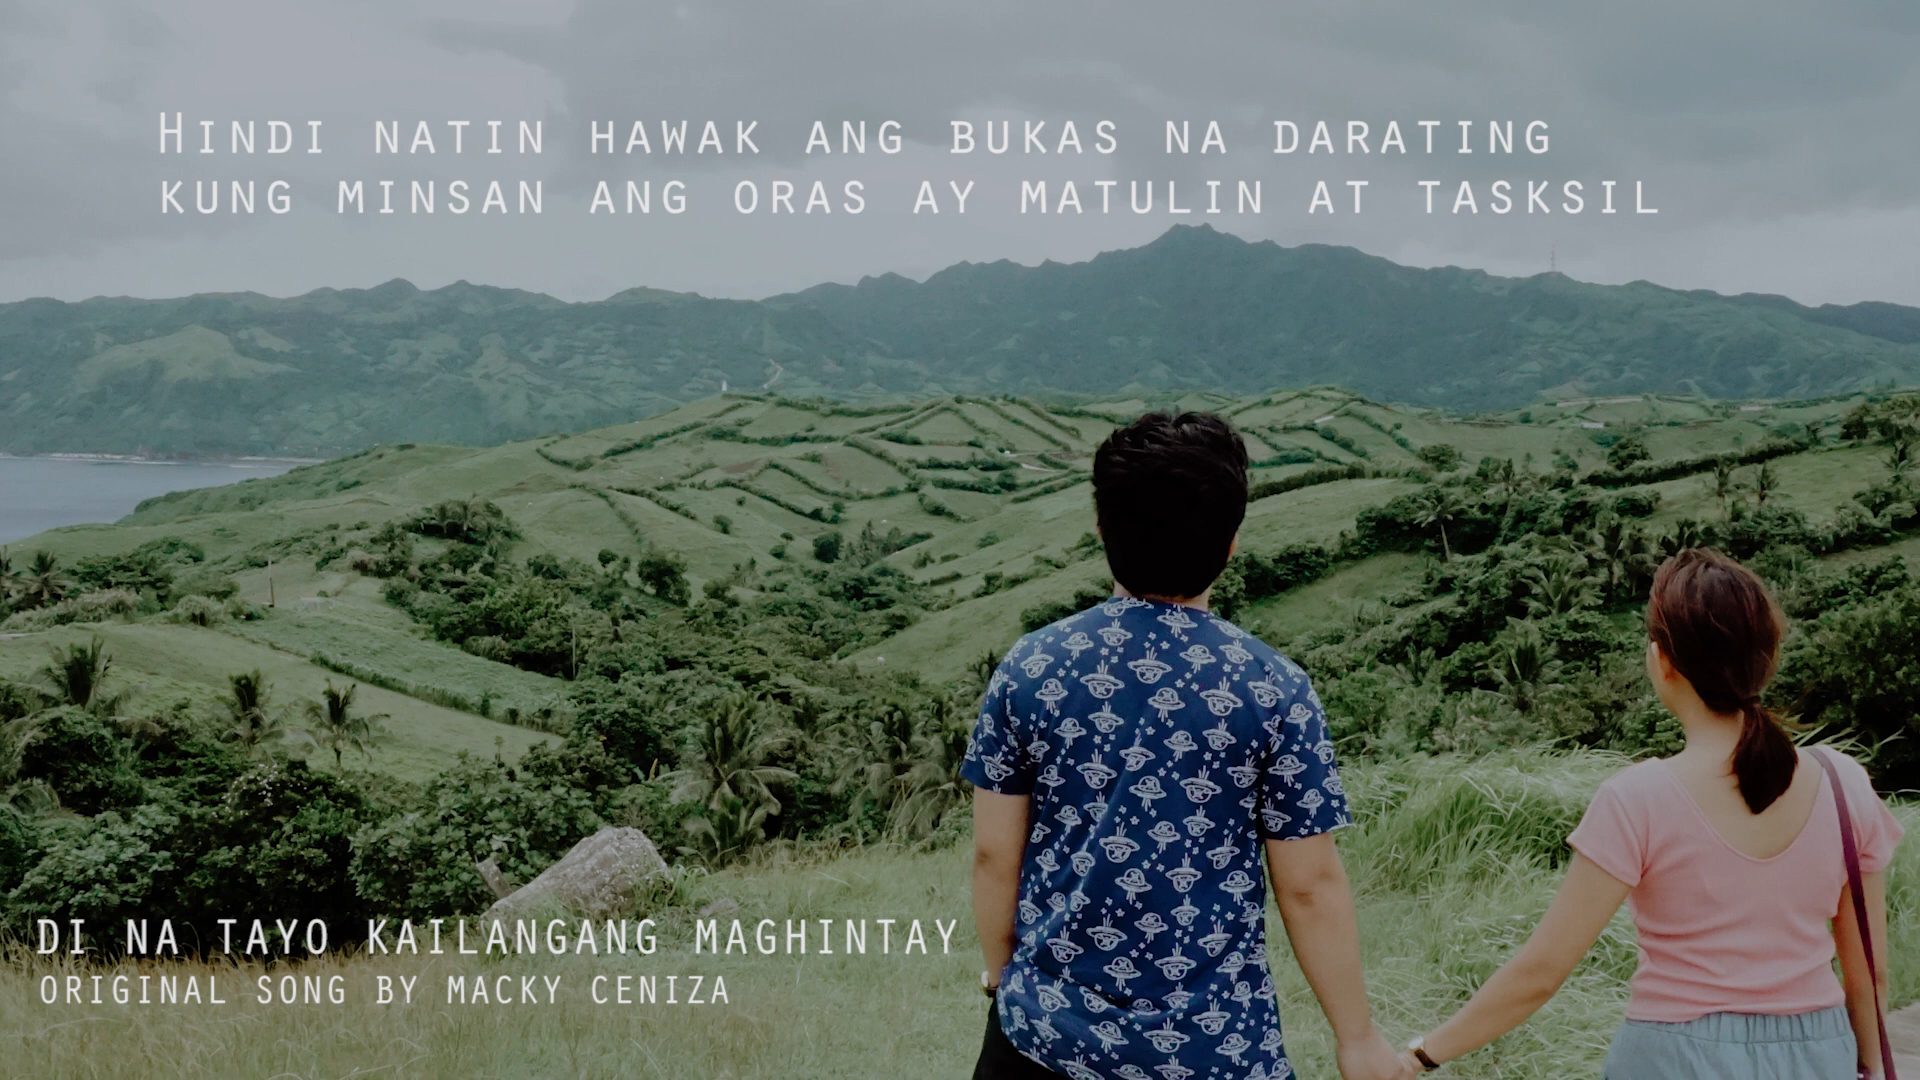 Hindi natin hawak ang bukas na darating
kung minsan ang oras ay matulin at tasksil
DI NA TAYO KAILANGANG MAGHINTAY
ORIGINAL SONG BY MACKY CENIZA